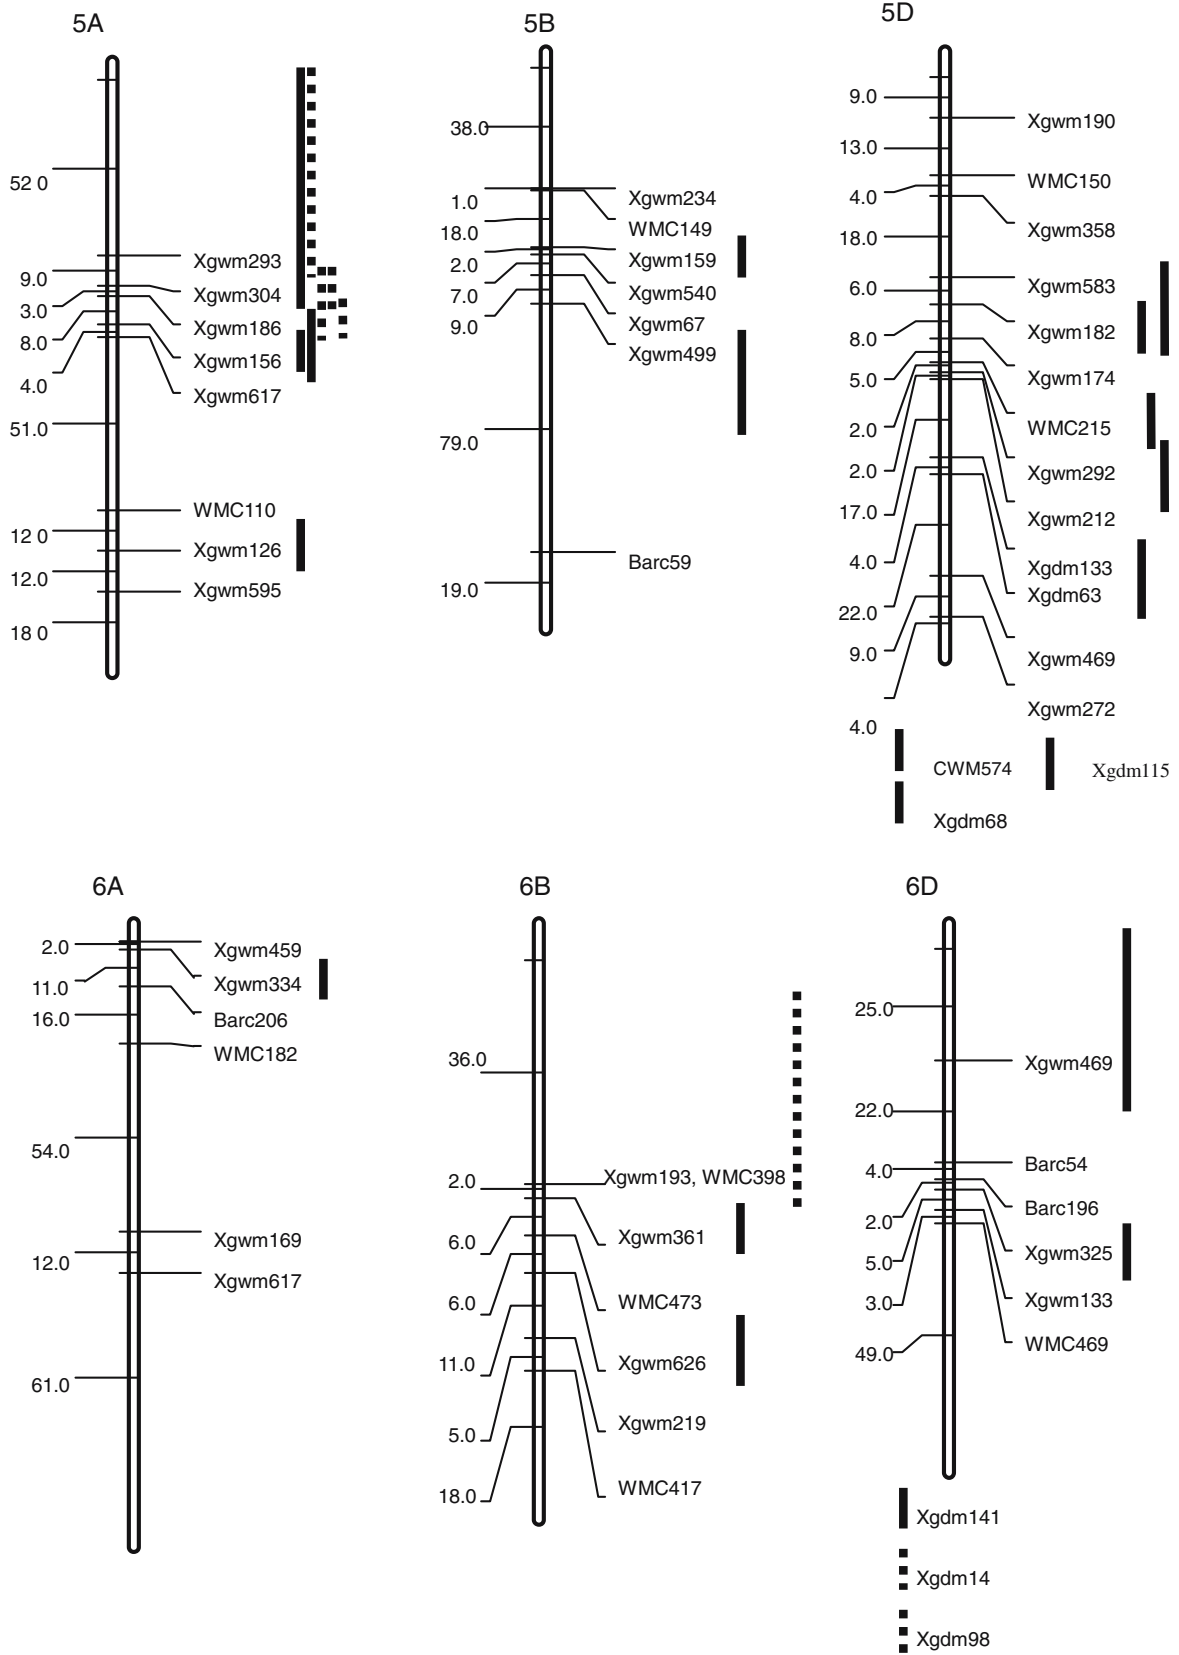 5A
52 0
Xgwm293
9.0
Xgwm304
3.0
Xgwm186
8.0
Xgwm156
4.0
Xgwm617
51.0
WMC110
12 0
Xgwm126
12.0
Xgwm595
18 0
5B
38.0
Xgwm234
1.0
WMC149
18.0
Xgwm159
2.0
Xgwm540
7.0
Xgwm67
9.0
Xgwm499
79.0
Barc59
19.0
5D
9.0
Xgwm190
13.0
WMC150
4.0
Xgwm358
18.0
Xgwm583
6.0
Xgwm182
8.0
Xgwm174
5.0
WMC215
2.0
Xgwm292
2.0
Xgwm212
17.0
Xgdm133
4.0
Xgdm63
22.0
Xgwm469
9.0
Xgwm272
4.0
CWM574
Xgdm115
Xgdm68
6A
Xgwm459
2.0
Xgwm334
11.0
Barc206
16.0
WMC182
54.0
Xgwm169
12.0
Xgwm617
61.0
6B
36.0
Xgwm193, WMC398
2.0
Xgwm361
6.0
WMC473
6.0
Xgwm626
11.0
Xgwm219
5.0
WMC417
18.0
6D
25.0
Xgwm469
22.0
Barc54
4.0
Barc196
2.0
Xgwm325
5.0
Xgwm133
3.0
WMC469
49.0
Xgdm141
Xgdm14
Xgdm98